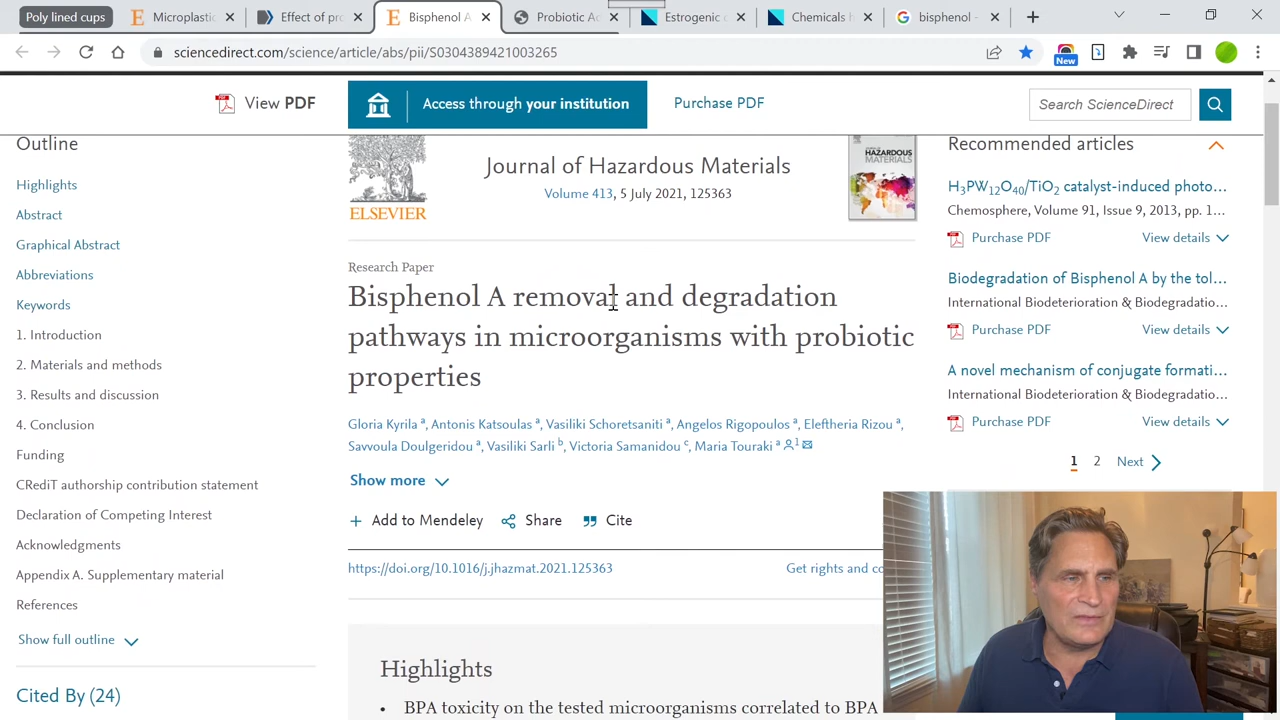 Poly lined cups
Microplastic
Effect of pro
Bisphenol A
Probiotic Ac
Estrogenic c
Chemicals h
bisphenol -
sciencedirect.com/science/article/abs/pii/S0304389421003265
New
View PDF
Access through your institution
Purchase PDF
Search ScienceDirect
Outline
Highlights
Abstract
Graphical Abstract
Abbreviations
Keywords
1. Introduction
2. Materials and methods
3. Results and discussion
4. Conclusion
Funding
CRediT authorship contribution statement
Declaration of Competing Interest
Acknowledgments
Appendix A. Supplementary material
References
Show full outline
Cited By (24)
ELSEVIER
Journal of Hazardous Materials
Volume 413, 5 July 2021, 125363
HAZARDOUS
MATERIALS
Research Paper
Bisphenol A removal and degradation
pathways in microorganisms with probiotic
properties
Gloria Kyrila a, Antonis Katsoulas a, Vasiliki Schoretsaniti a, Angelos Rigopoulos a, Eleftheria Rizou a,
Savvoula Doulgeridou a, Vasiliki Sarli b, Victoria Samanidou c, Maria Touraki a 1
Show more
Add to Mendeley Share Cite
https://doi.org/10.1016/j.jhazmat.2021.125363
Get rights and co
Highlights
• BPA toxicity on the tested microorganisms correlated to BPA
Recommended articles
H₃PW₁₂O₄₀/TiO₂ catalyst-induced photo...
Chemosphere, Volume 91, Issue 9, 2013, pp. 1...
Purchase PDF View details
Biodegradation of Bisphenol A by the tol...
International Biodeterioration & Biodegradatio...
Purchase PDF View details
A novel mechanism of conjugate formati...
International Biodeterioration & Biodegradatio...
Purchase PDF View details
1 2 Next